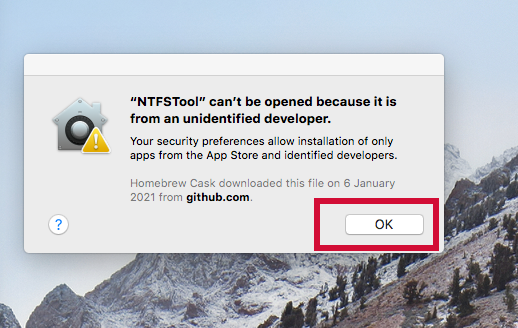 “NTFSTool” can’t be opened because it is
from an unidentified developer.
Your security preferences allow installation of only
apps from the App Store and identified developers.
Homebrew Cask downloaded this file on 6 January
2021 from github.com.
?
OK